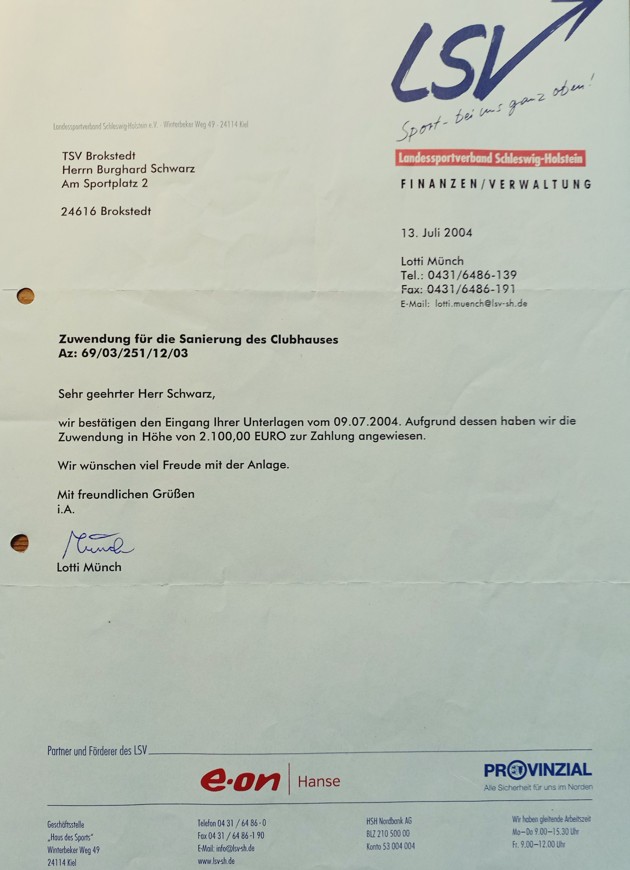 LSV
Sport - bei uns ganz oben!
Landessportverband Schleswig-Holstein e.V. - Winterbeker Weg 49 - 24114 Kiel
Landessportverband Schleswig-Holstein
FINANZEN/VERWALTUNG
TSV Brokstedt
Herrn Burghard Schwarz
Am Sportplatz 2
24616 Brokstedt
13. Juli 2004
Lotti Münch
Tel.: 0431/6486-139
Fax: 0431/6486-191
E-Mail: lotti.muench@lsv-sh.de
Zuwendung für die Sanierung des Clubhauses
Az: 69/03/251/12/03
Sehr geehrter Herr Schwarz,
wir bestätigen den Eingang Ihrer Unterlagen vom 09.07.2004. Aufgrund dessen haben wir die
Zuwendung in Höhe von 2.100,00 EURO zur Zahlung angewiesen.
Wir wünschen viel Freude mit der Anlage.
Mit freundlichen Grüßen
i.A.
Münch
Lotti Münch
Partner und Förderer des LSV
e·on | Hanse
PROVINZIAL
Alle Sicherheit für uns im Norden
Geschäftsstelle
„Haus des Sports"
Winterbeker Weg 49
24114 Kiel
Telefon 04 31 / 64 86 - 0
Fax 04 31 / 64 86 -1 90
E-Mail: info@lsv-sh.de
www.lsv-sh.de
HSH Nordbank AG
BLZ 210 500 00
Konto 53 004 004
Wir haben gleitende Arbeitszeit
Mo–Do 9.00–15.30 Uhr
Fr. 9.00–12.00 Uhr